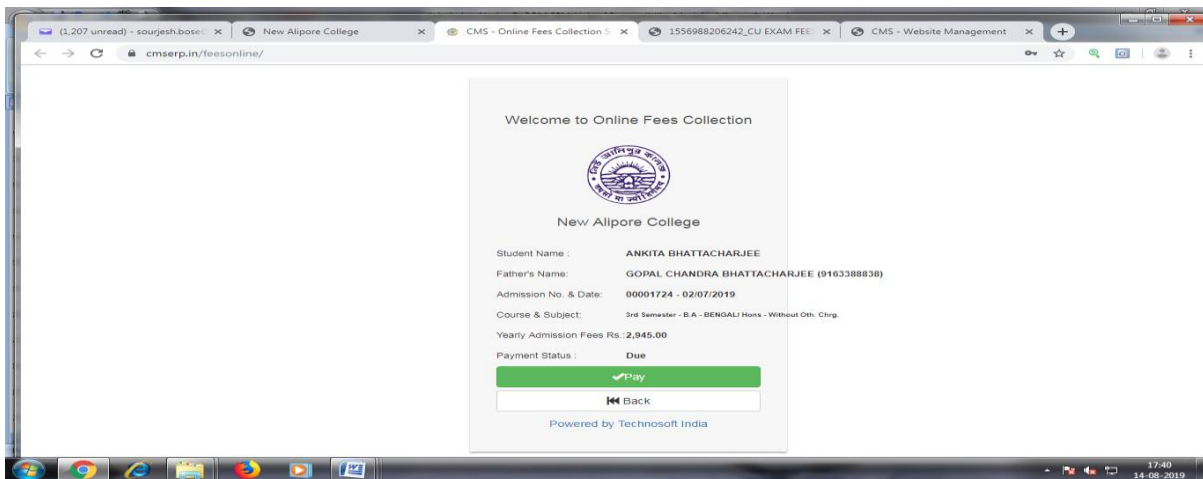 (1,207 unread) - sourjesh.bose
New Alipore College
CMS - Online Fees Collection S
1556988206242_CU EXAM FEE
CMS - Website Management
cmserp.in/feesonline/
Welcome to Online Fees Collection
নিউ আলিপুর কলেজ
तमसो मा ज्योतिर्गमय
New Alipore College
Student Name : ANKITA BHATTACHARJEE
Father's Name: GOPAL CHANDRA BHATTACHARJEE (9163388838)
Admission No. & Date: 00001724 - 02/07/2019
Course & Subject: 3rd Semester - B.A - BENGALI Hons - Without Oth. Chrg.
Yearly Admission Fees Rs.: 2,945.00
Payment Status : Due
Pay
Back
Powered by Technosoft India
17:40
14-08-2019